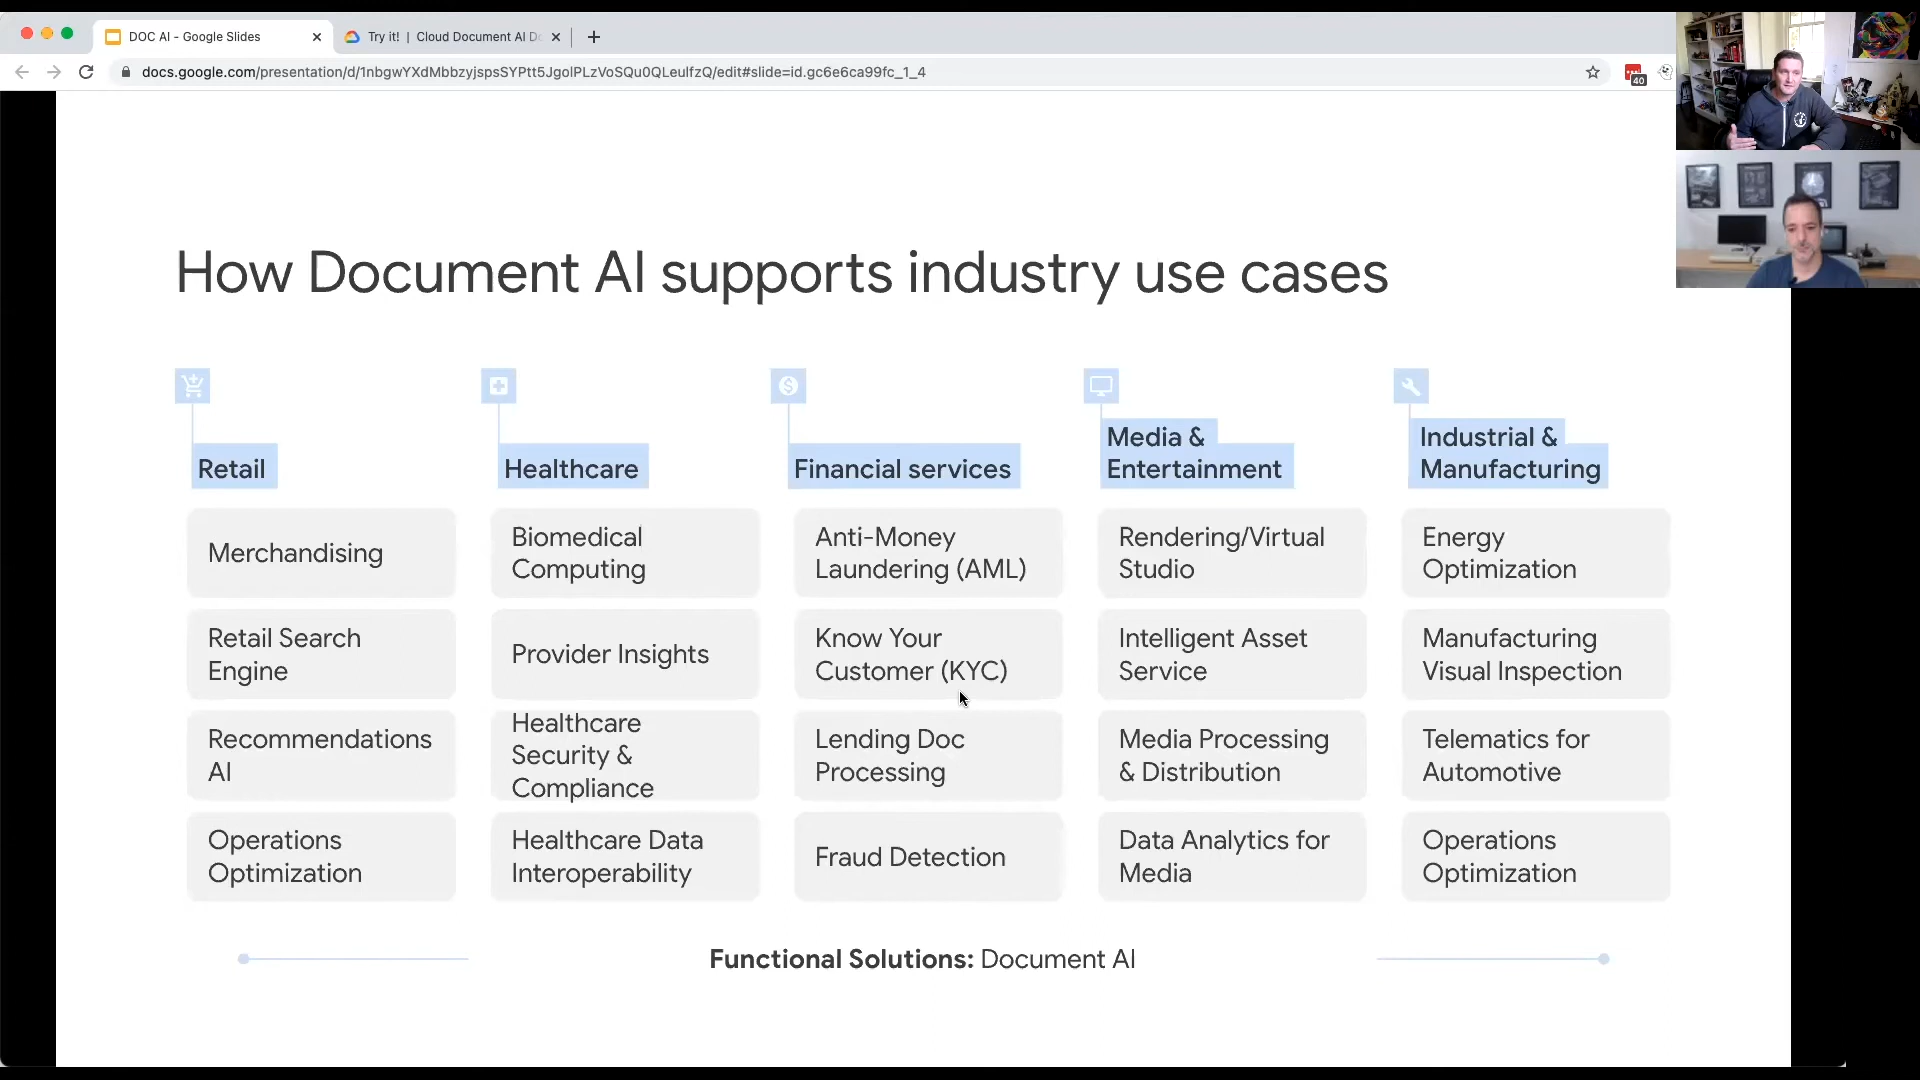 DOC AI - Google Slides
Try it! | Cloud Document AI D
docs.google.com/presentation/d/1nbgwYXdMbbzyjspsSYPtt5JgolPLzVoSQu0QLeulfzQ/edit#slide=id.gc6e6ca99fc_1_4
40
How Document AI supports industry use cases
Retail
Merchandising
Retail Search
Engine
Recommendations
AI
Operations
Optimization
Healthcare
Biomedical
Computing
Provider Insights
Healthcare
Security &
Compliance
Healthcare Data
Interoperability
Financial services
Anti-Money
Laundering (AML)
Know Your
Customer (KYC)
Lending Doc
Processing
Fraud Detection
Media &
Entertainment
Rendering/Virtual
Studio
Intelligent Asset
Service
Media Processing
& Distribution
Data Analytics for
Media
Industrial &
Manufacturing
Energy
Optimization
Manufacturing
Visual Inspection
Telematics for
Automotive
Operations
Optimization
Functional Solutions: Document AI